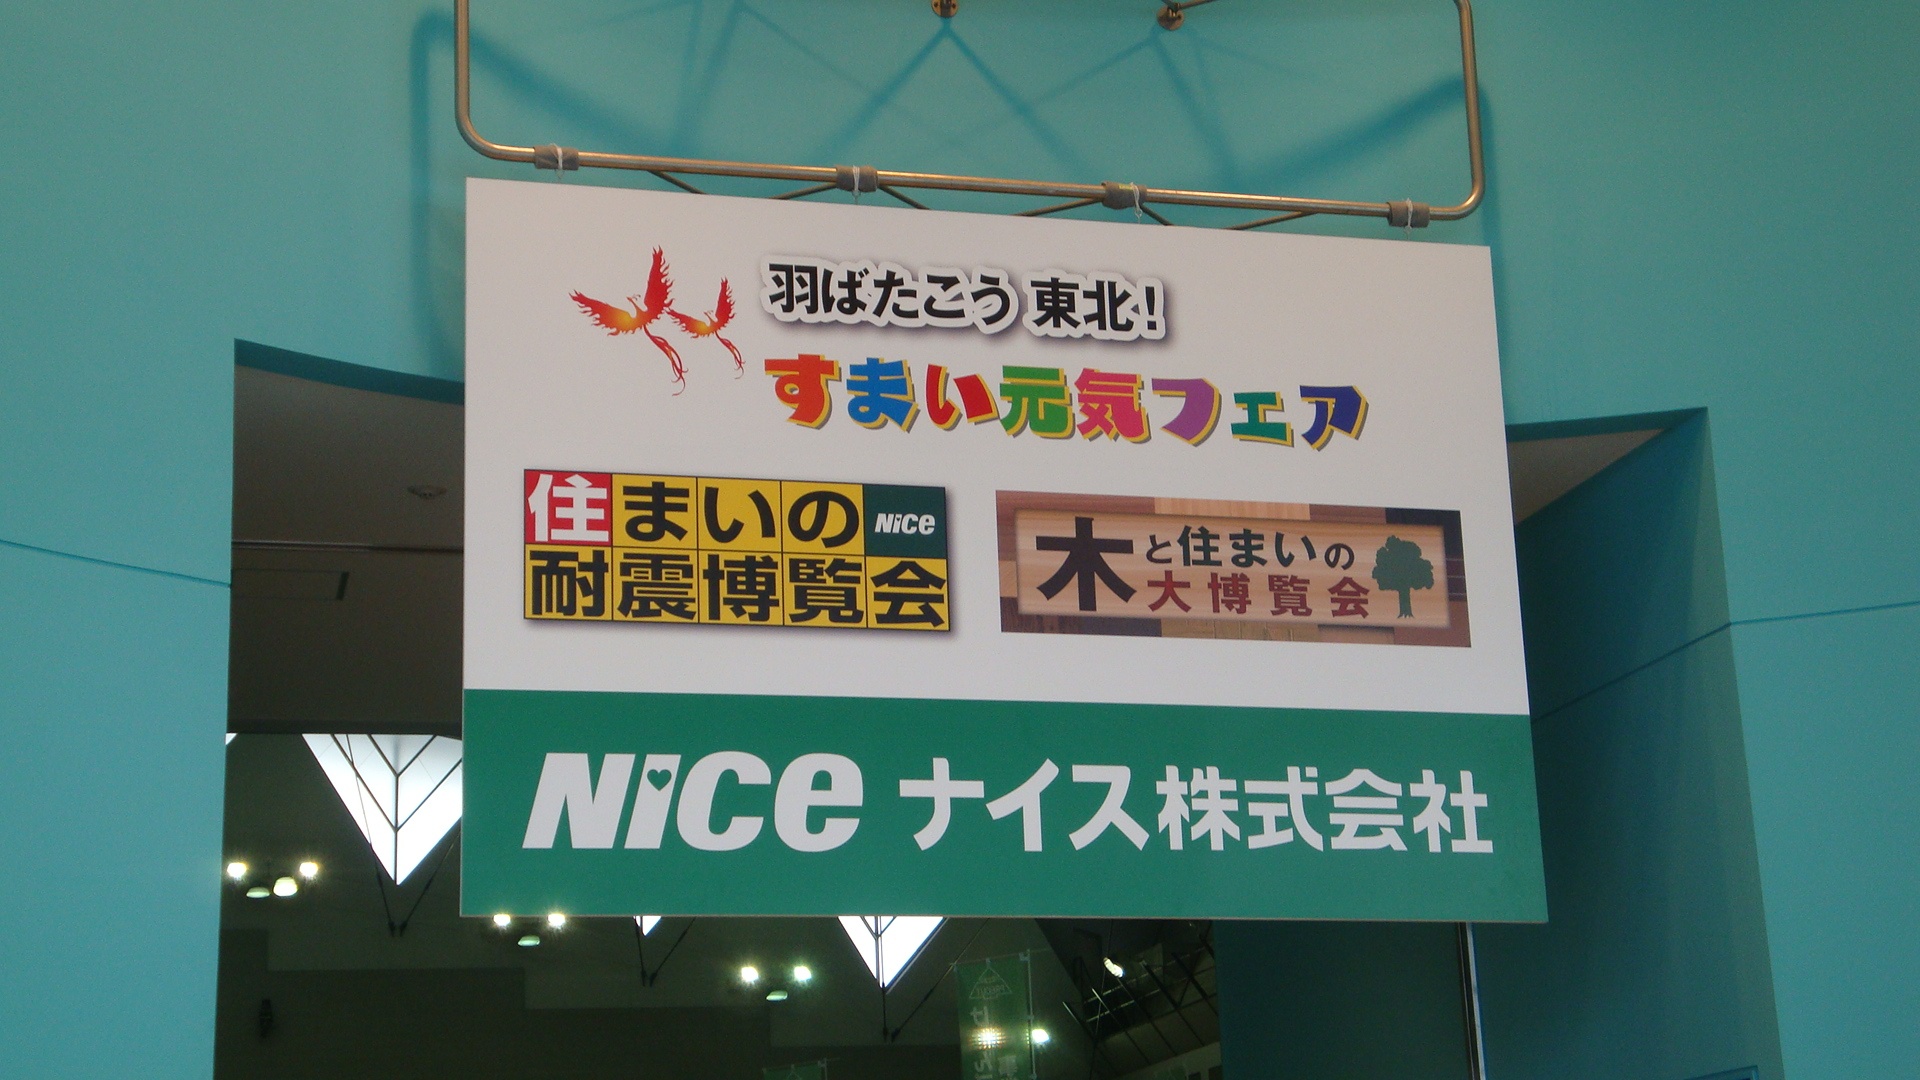 羽ばたこう 東北!
すまい元気フェア
住まいの NICE
耐震博覧会
木と住まいの
大博覧会
NICE ナイス株式会社